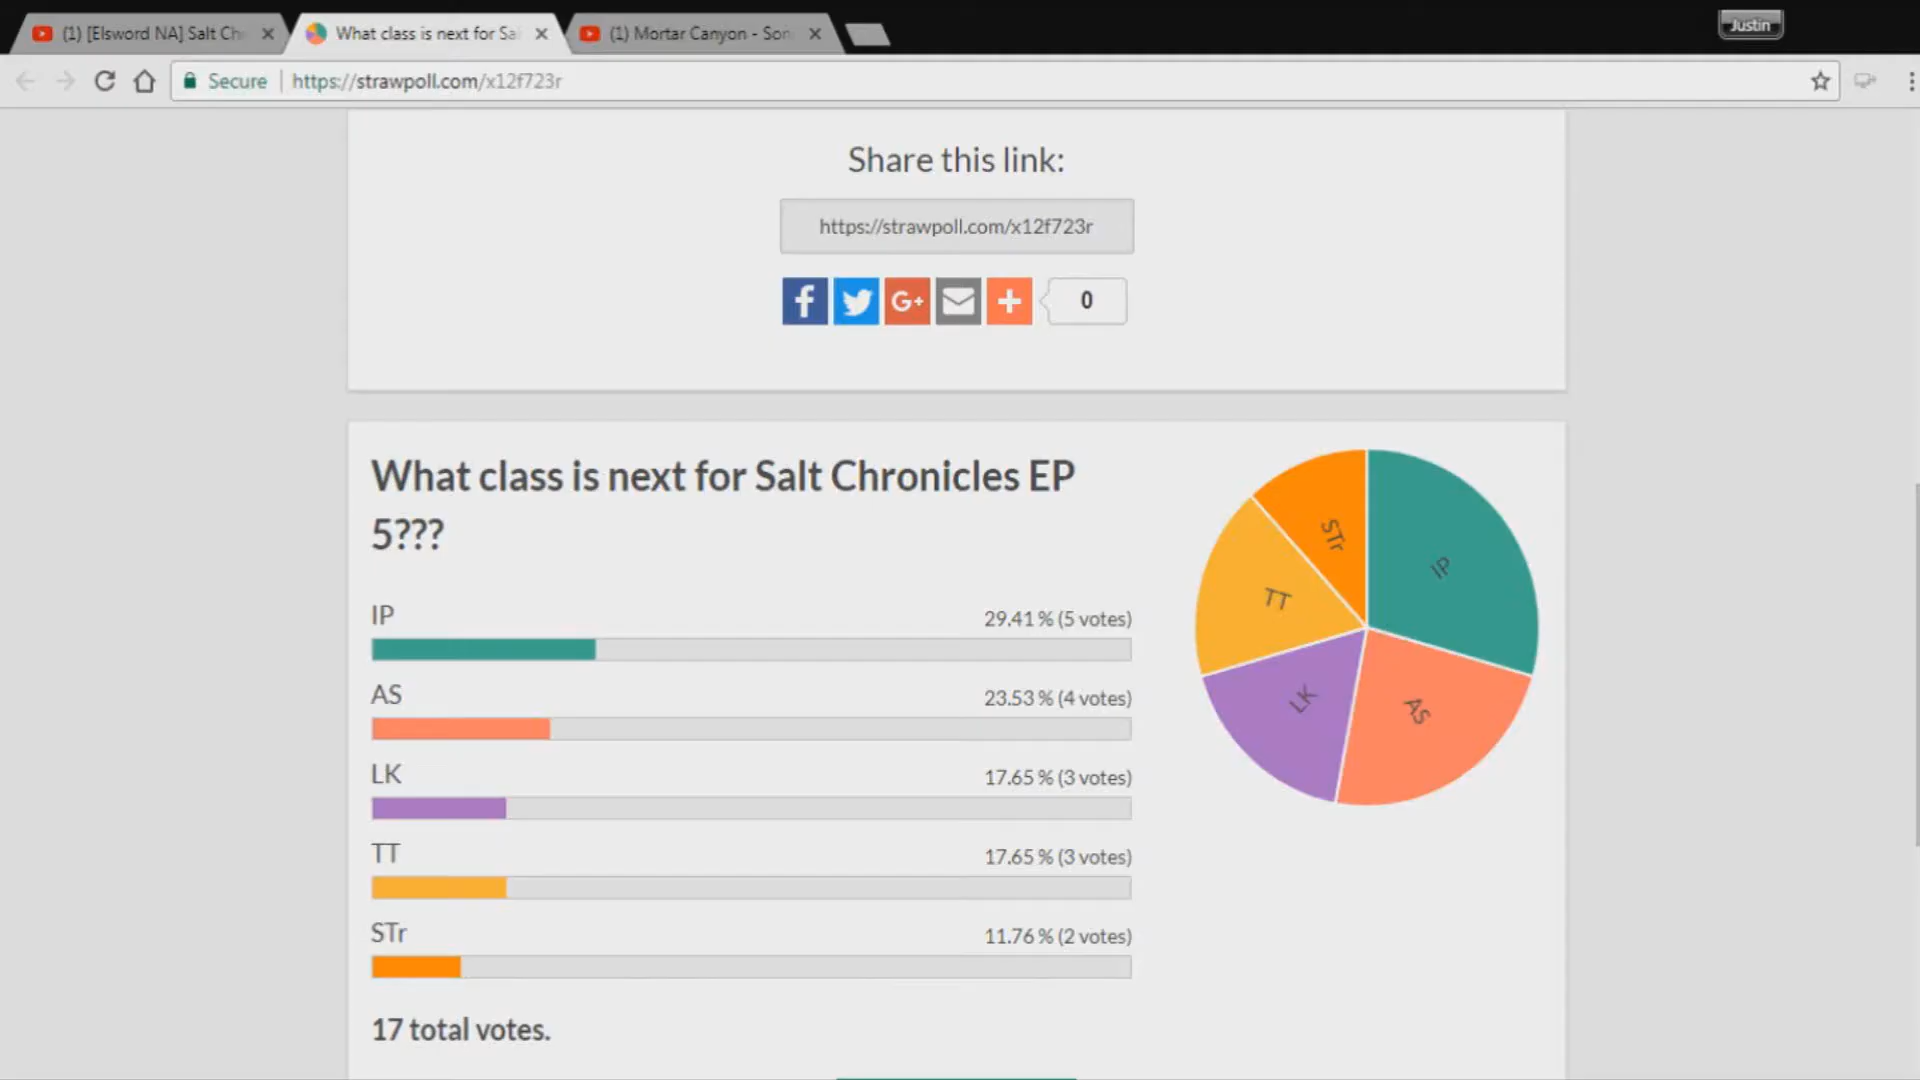 (1) [Elsword NA] Salt Ch
What class is next for Sa
(1) Mortar Canyon - Son
Justin
Secure
https://strawpoll.com/x12f723r
Share this link:
https://strawpoll.com/x12f723r
f
G+
0
What class is next for Salt Chronicles EP
5???
IP
29.41 % (5 votes)
AS
23.53 % (4 votes)
LK
17.65 % (3 votes)
TT
17.65 % (3 votes)
STr
11.76 % (2 votes)
17 total votes.
STr
IP
TT
LK
AS